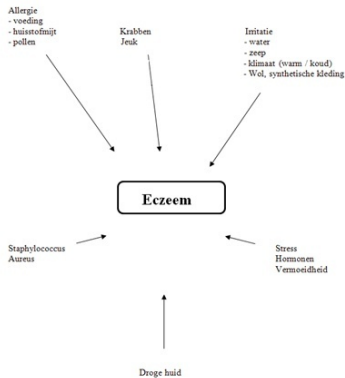 Allergie
- voeding
- huisstofmijt
- pollen
Krabben
Jeuk
Irritatie
- water
- zeep
- klimaat (warm / koud)
- Wol, synthetische kleding
Eczeem
Staphylococcus
Aureus
Stress
Hormonen
Vermoeidheid
Droge huid